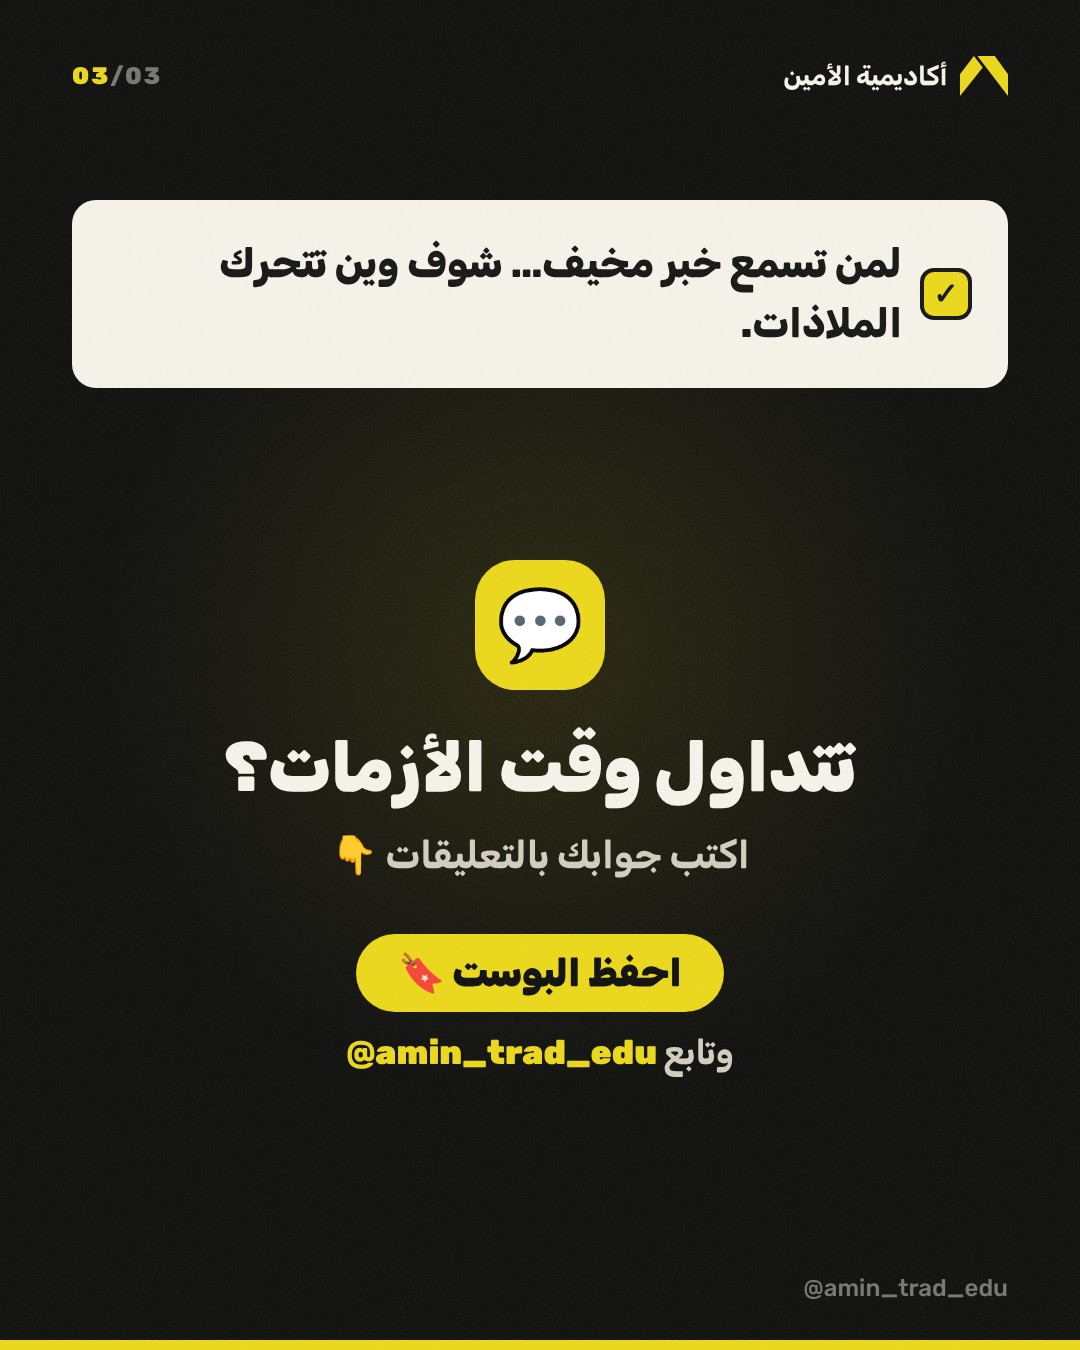 أكاديمية الأمين
03/03
لمن تسمع خبر مخيف... شوف وين تتحرك
الملاذات.
تتداول وقت الأزمات؟
اكتب جوابك بالتعليقات 👇
احفظ البوست 🔖
وتابع @amin_trad_edu
@amin_trad_edu